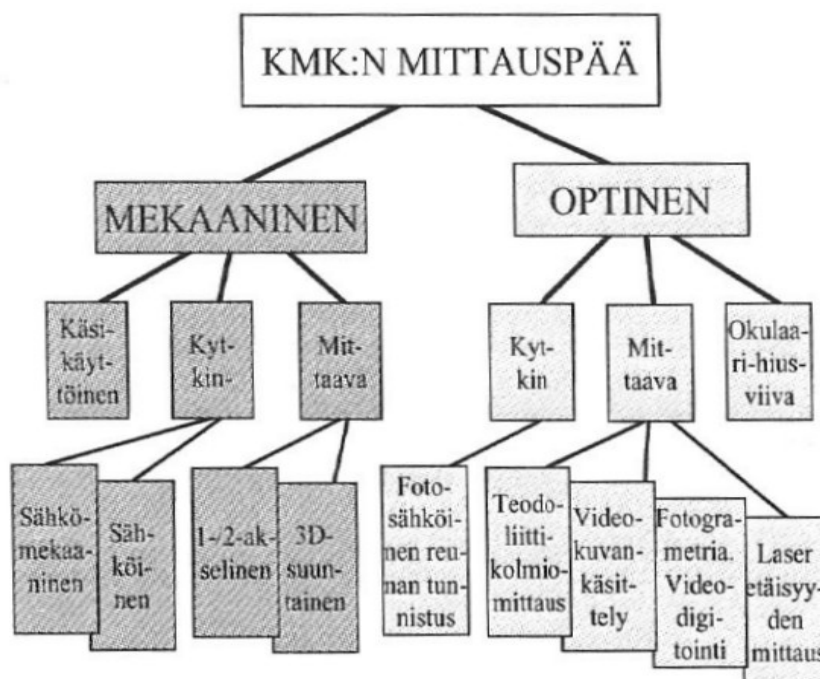 KMK:N MITTAUSPÄÄ
MEKAANINEN
OPTINEN
Käsi-
käyt-
töinen
Kyt-
kin-
Mit-
taava
Kyt-
kin
Mit-
taava
Okulaa-
ri-hius-
viiva
Sähkö-
mekaa-
ninen
Säh-
köi-
nen
1-/2-ak-
selinen
3D-
suun-
tainen
Foto-
sähköi-
nen reu-
nan tun-
nistus
Teodo-
liitti-
kolmio-
mittaus
Video-
kuvan-
käsit-
tely
Fotogra-
metria.
Video-
digi-
tointi
Laser
etäisyy-
den
mittaus